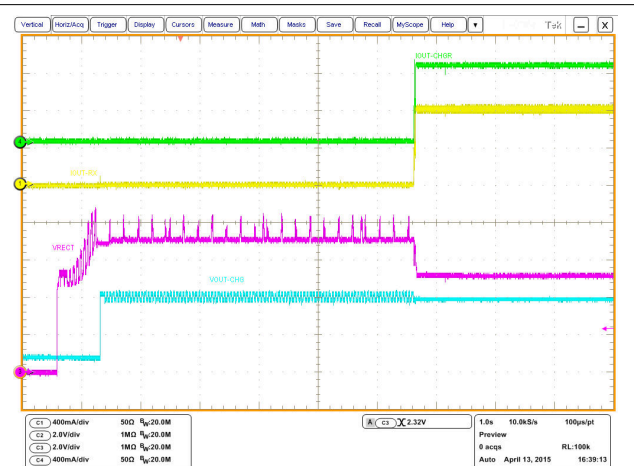 Vertical Horiz/Acq Trigger Display Cursors Measure Math Masks Save Recall MyScope Help Tek X
IOUT-CHGR
4
IOUT-RX
1
VRECT
VOUT-CHG
3
C1 400mA/div 50Ω BW:20.0M
C2 2.0V/div 1MΩ BW:20.0M
C3 2.0V/div 1MΩ BW:20.0M
C4 400mA/div 50Ω BW:20.0M
A C3 2.32V
1.0s 10.0kS/s 100µs/pt
Preview
0 acqs RL:100k
Auto April 13, 2015 16:39:13